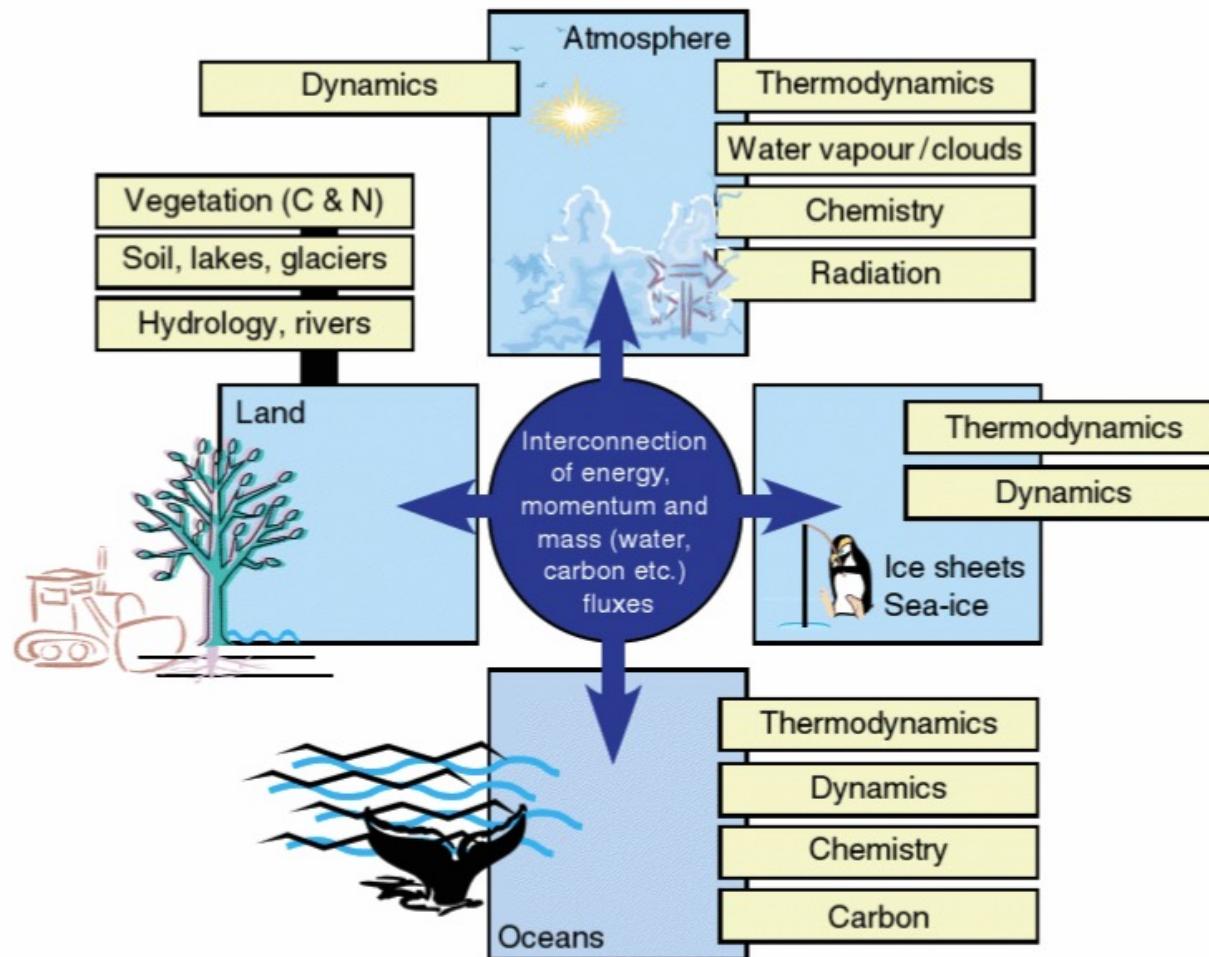 Atmosphere
Dynamics
Thermodynamics
Water vapour/clouds
Chemistry
Radiation
Vegetation (C & N)
Soil, lakes, glaciers
Hydrology, rivers
Land
Interconnection
of energy,
momentum and
mass (water,
carbon etc.)
fluxes
Thermodynamics
Dynamics
Ice sheets
Sea-ice
Thermodynamics
Dynamics
Chemistry
Carbon
Oceans